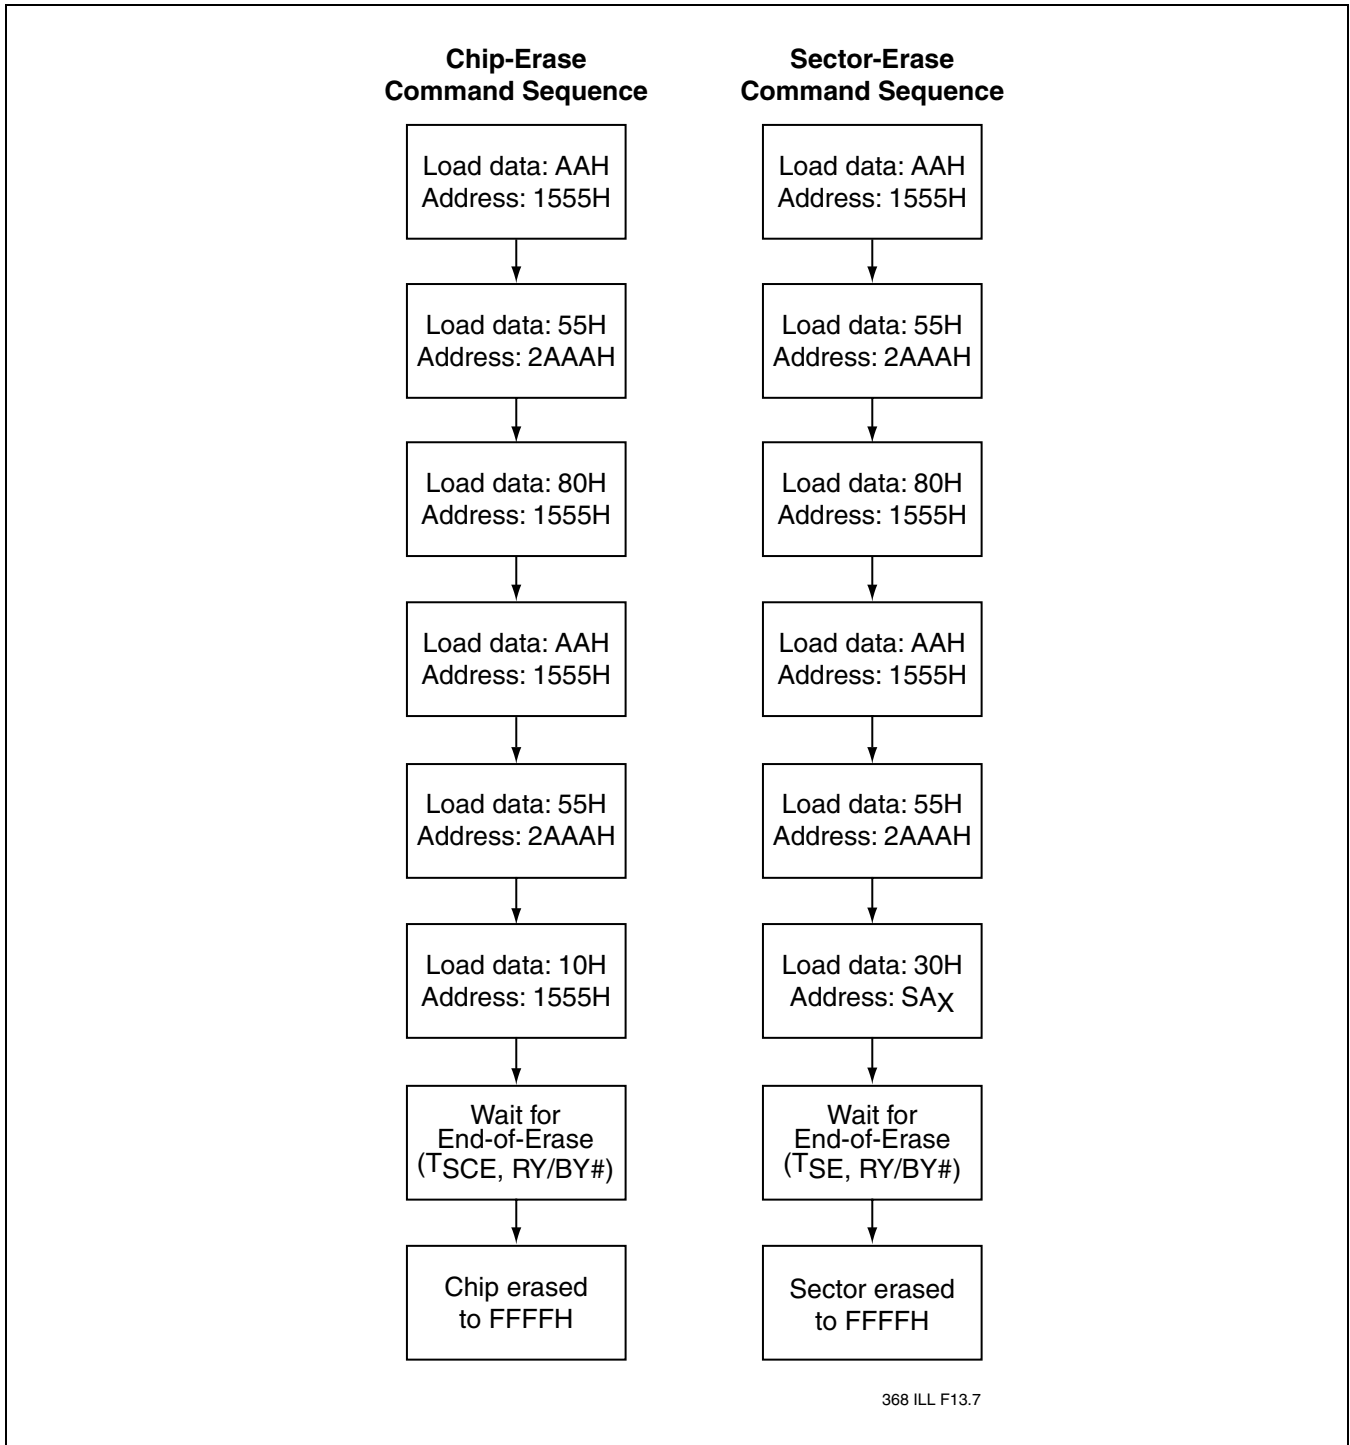 Chip-Erase
Command Sequence
Load data: AAH
Address: 1555H
Load data: 55H
Address: 2AAAH
Load data: 80H
Address: 1555H
Load data: AAH
Address: 1555H
Load data: 55H
Address: 2AAAH
Load data: 10H
Address: 1555H
Wait for
End-of-Erase
(TSCE, RY/BY#)
Chip erased
to FFFFH
Sector-Erase
Command Sequence
Load data: AAH
Address: 1555H
Load data: 55H
Address: 2AAAH
Load data: 80H
Address: 1555H
Load data: AAH
Address: 1555H
Load data: 55H
Address: 2AAAH
Load data: 30H
Address: SAX
Wait for
End-of-Erase
(TSE, RY/BY#)
Sector erased
to FFFFH
368 ILL F13.7